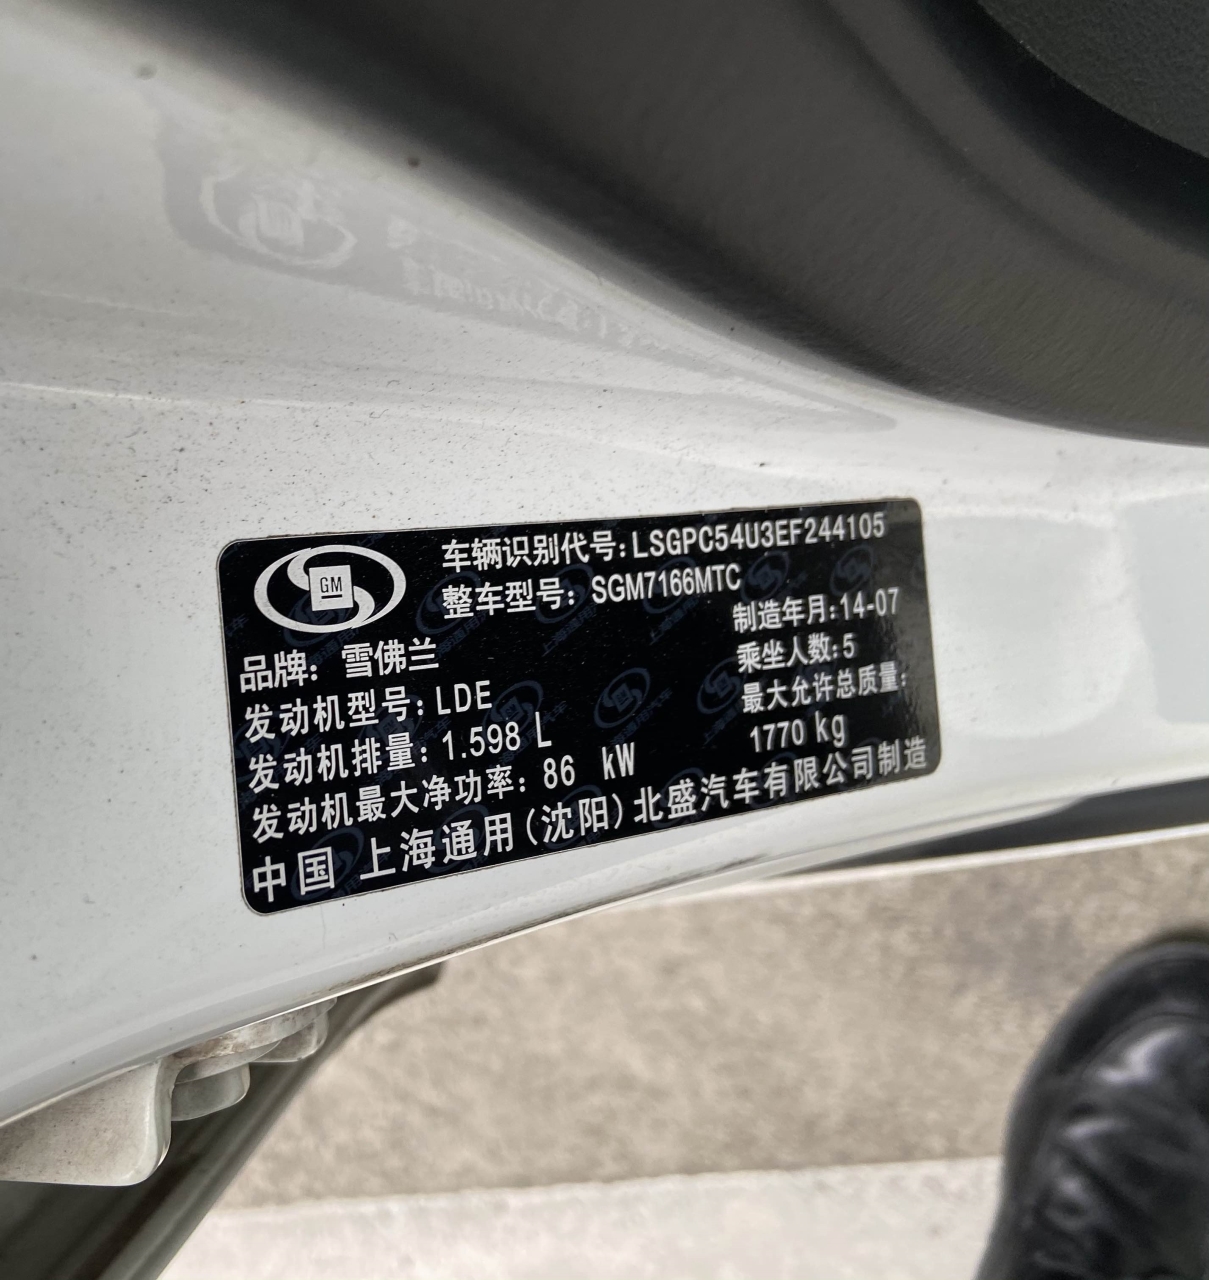 GM
车辆识别代号:LSGPC54U3EF244105
整车型号: SGM7166MTC
制造年月:14-07
品牌: 雪佛兰
乘坐人数:5
发动机型号:LDE
最大允许总质量:
发动机排量: 1.598 L
1770 kg
发动机最大净功率: 86 kW
中国 上海通用(沈阳)北盛汽车有限公司制造